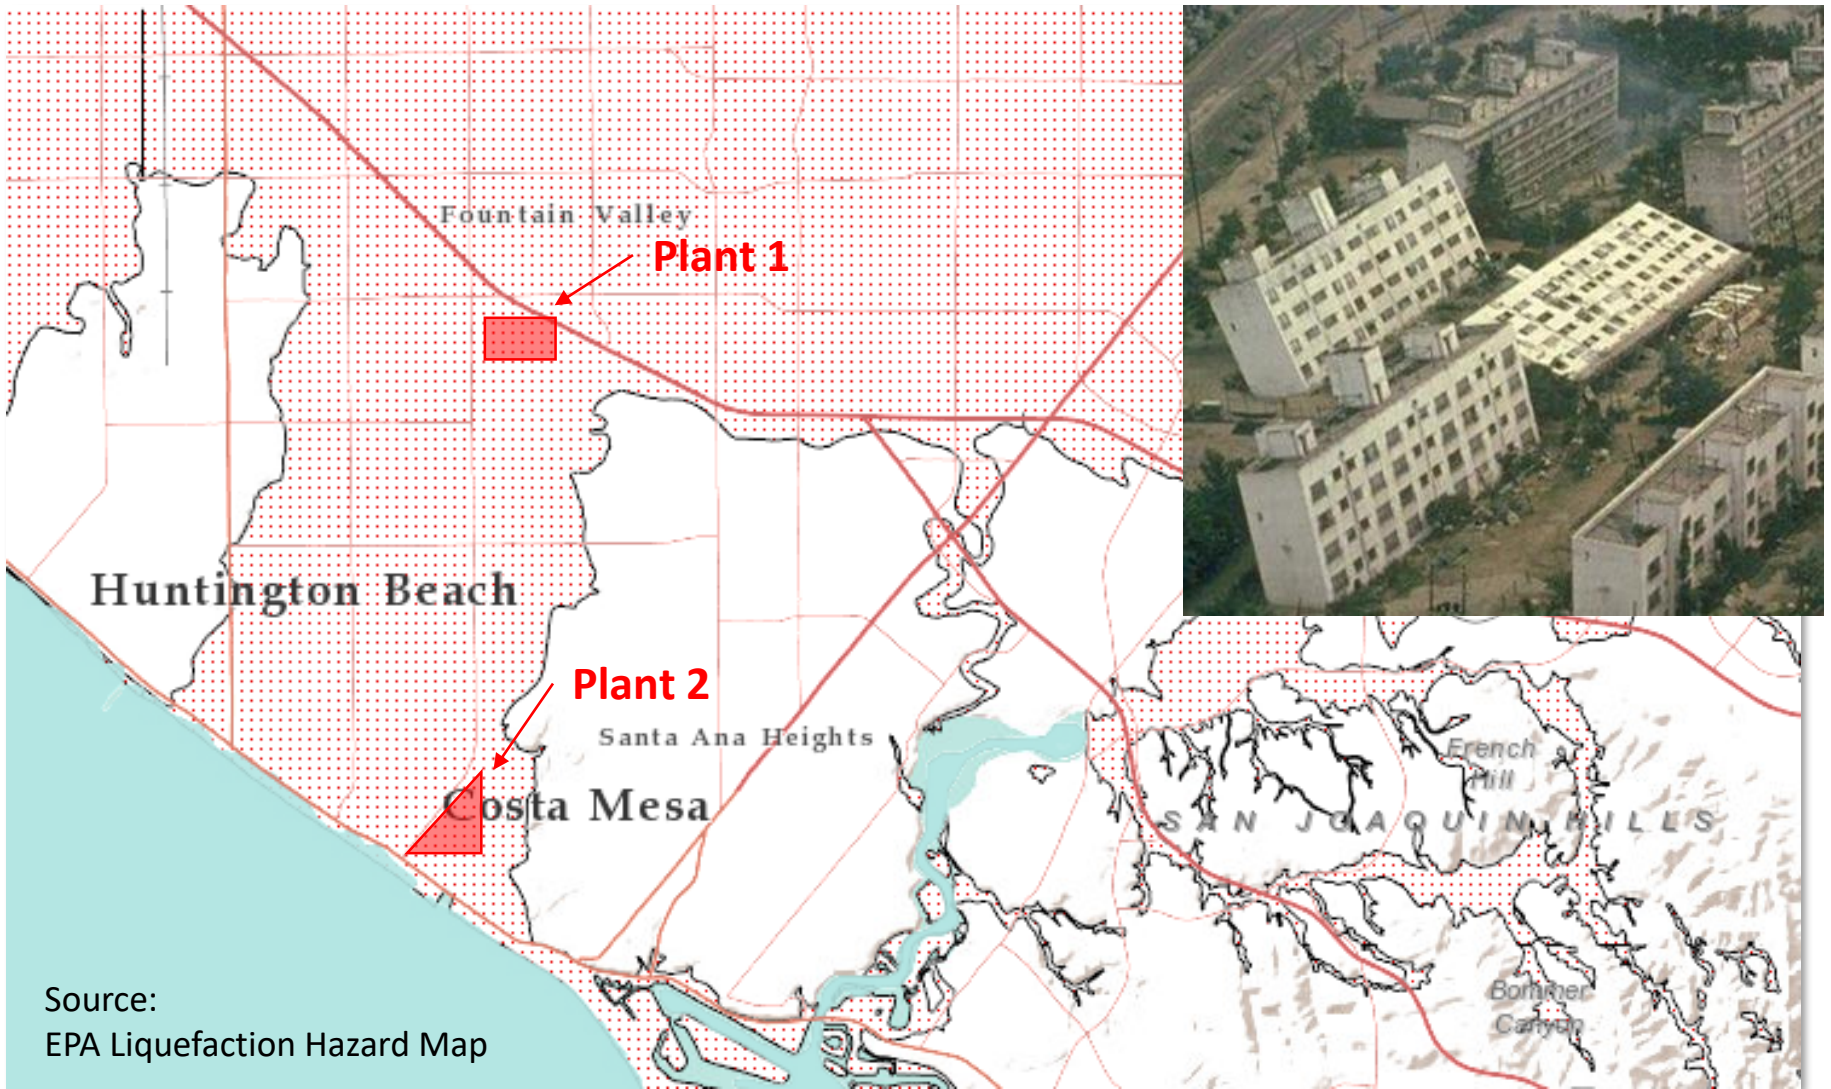 Fountain Valley
Plant 1
Huntington Beach
Plant 2
Santa Ana Heights
French
Hill
Costa Mesa
SAN JOAQUIN HILLS
Bommer
Canyon
Source:
EPA Liquefaction Hazard Map